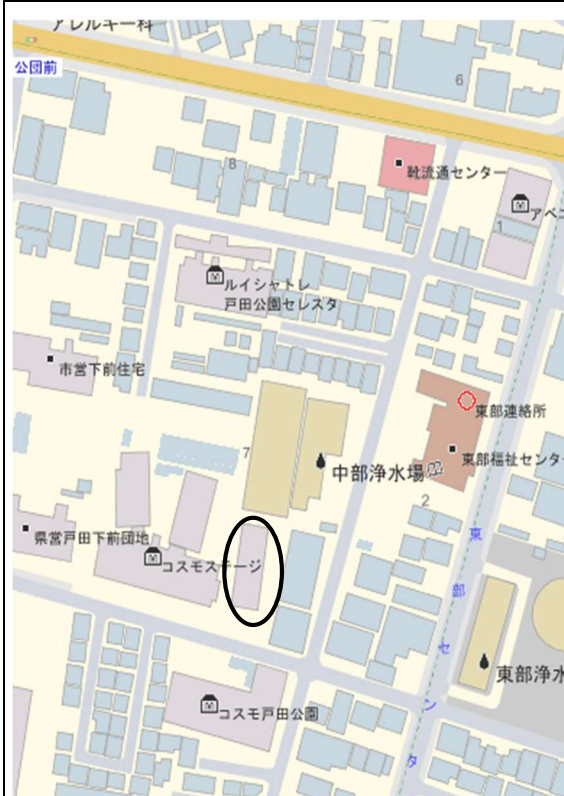 アレルギー科
公団前
6
靴流通センター
8
アベニ
1
ルイシャトレ
戸田公園セレスタ
市営下前住宅
東部連絡所
7
中部浄水場
東部福祉センター
2
県営戸田下前団地
コスモステージ
東部センタ
東部浄水
コスモ戸田公園